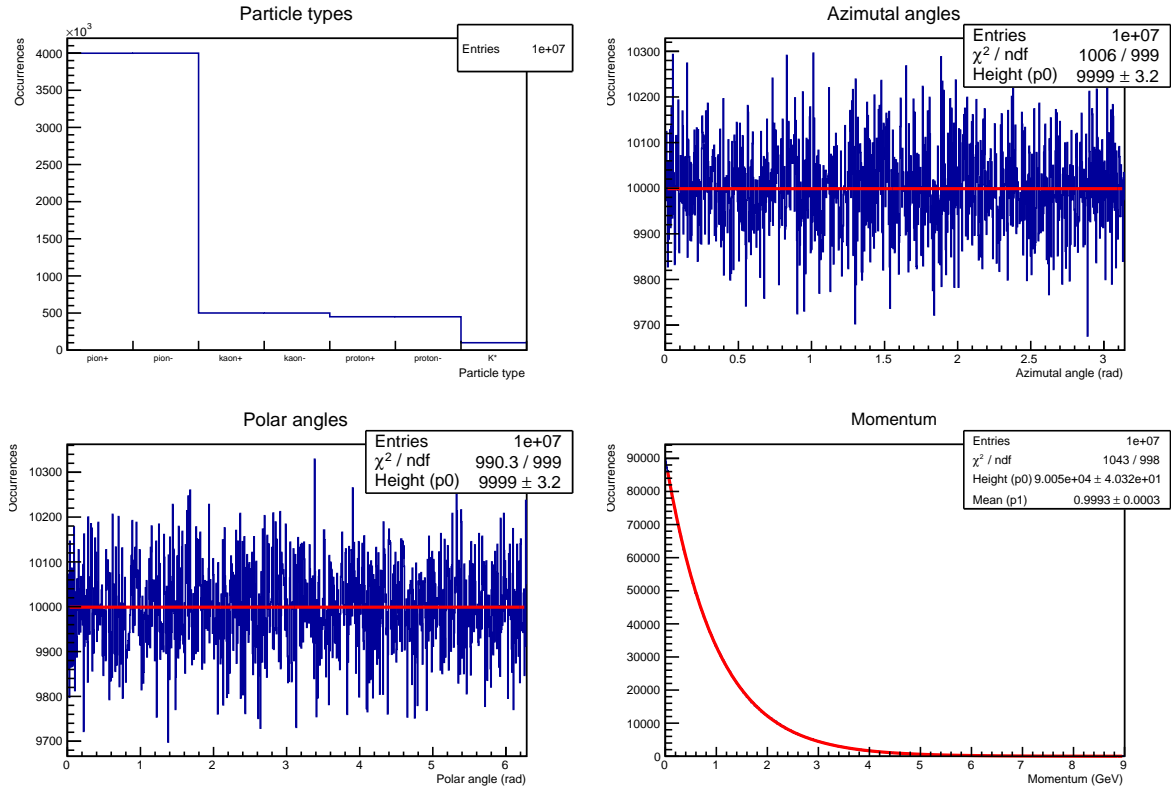 Particle types
×10³
Occurrences
4000
3500
3000
2500
2000
1500
1000
500
0
pion+ pion- kaon+ kaon- proton+ proton- K*
Particle type
Entries 1e+07
Azimutal angles
Occurrences
10300
10200
10100
10000
9900
9800
9700
0 0.5 1 1.5 2 2.5 3
Azimutal angle (rad)
Entries 1e+07
χ² / ndf 1006 / 999
Height (p0) 9999 ± 3.2
Polar angles
Occurrences
10300
10200
10100
10000
9900
9800
9700
0 1 2 3 4 5 6
Polar angle (rad)
Entries 1e+07
χ² / ndf 990.3 / 999
Height (p0) 9999 ± 3.2
Momentum
Occurrences
90000
80000
70000
60000
50000
40000
30000
20000
10000
0
0 1 2 3 4 5 6 7 8 9
Momentum (GeV)
Entries 1e+07
χ² / ndf 1043 / 998
Height (p0) 9.005e+04 ± 4.032e+01
Mean (p1) 0.9993 ± 0.0003